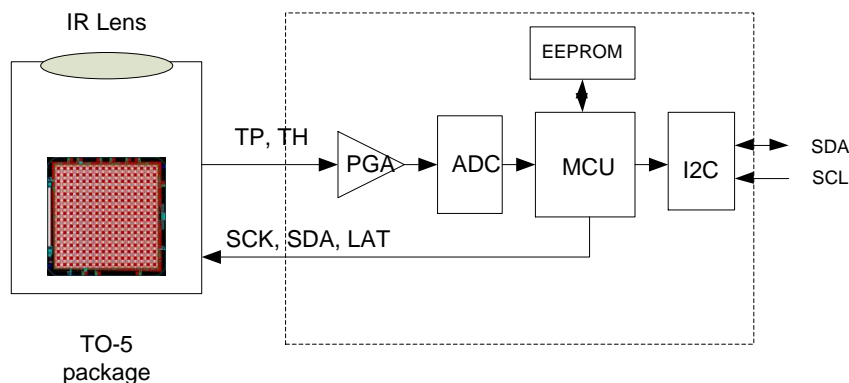 IR Lens
EEPROM
TP, TH
PGA
ADC
MCU
I2C
SDA
SCL
SCK, SDA, LAT
TO-5
package